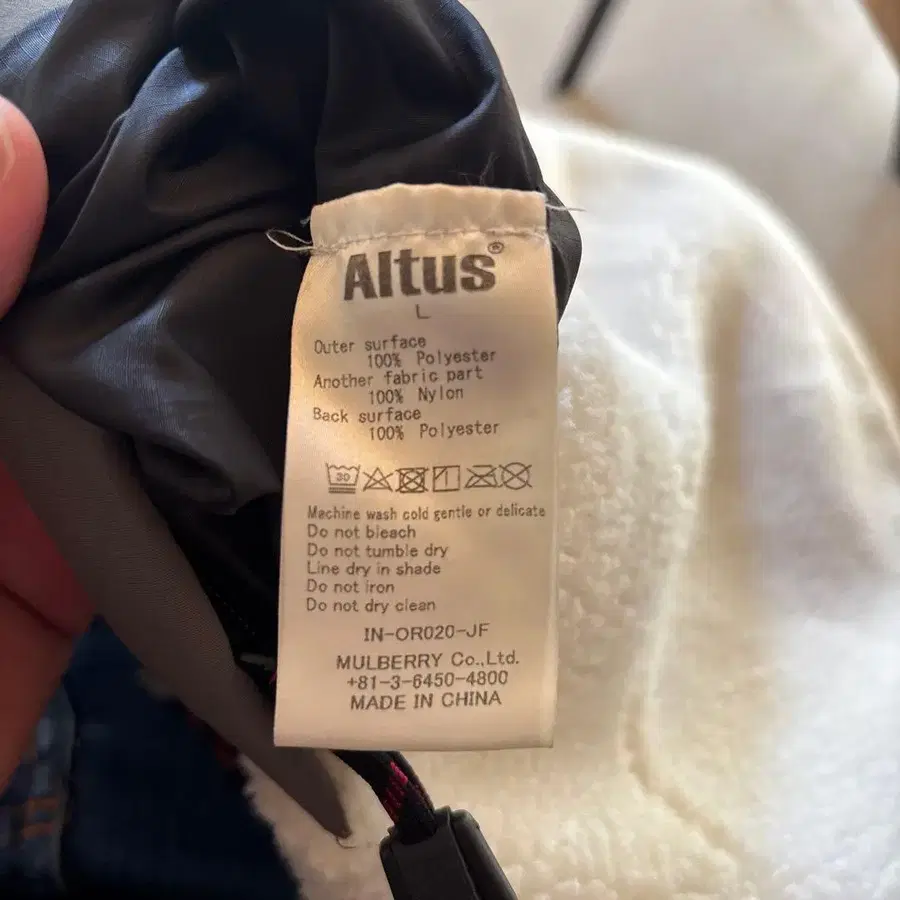 Altus®
L
Outer surface
100% Polyester
Another fabric part
100% Nylon
Back surface
100% Polyester
30
Machine wash cold gentle or delicate
Do not bleach
Do not tumble dry
Line dry in shade
Do not iron
Do not dry clean
IN-OR020-JF
MULBERRY Co.,Ltd.
+81-3-6450-4800
MADE IN CHINA